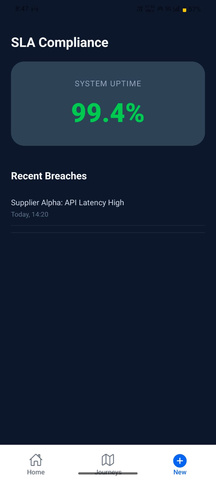 SLA Compliance
SYSTEM UPTIME
99.4%
Recent Breaches
Supplier Alpha: API Latency High
Today, 14:20
Home
Journeys
New